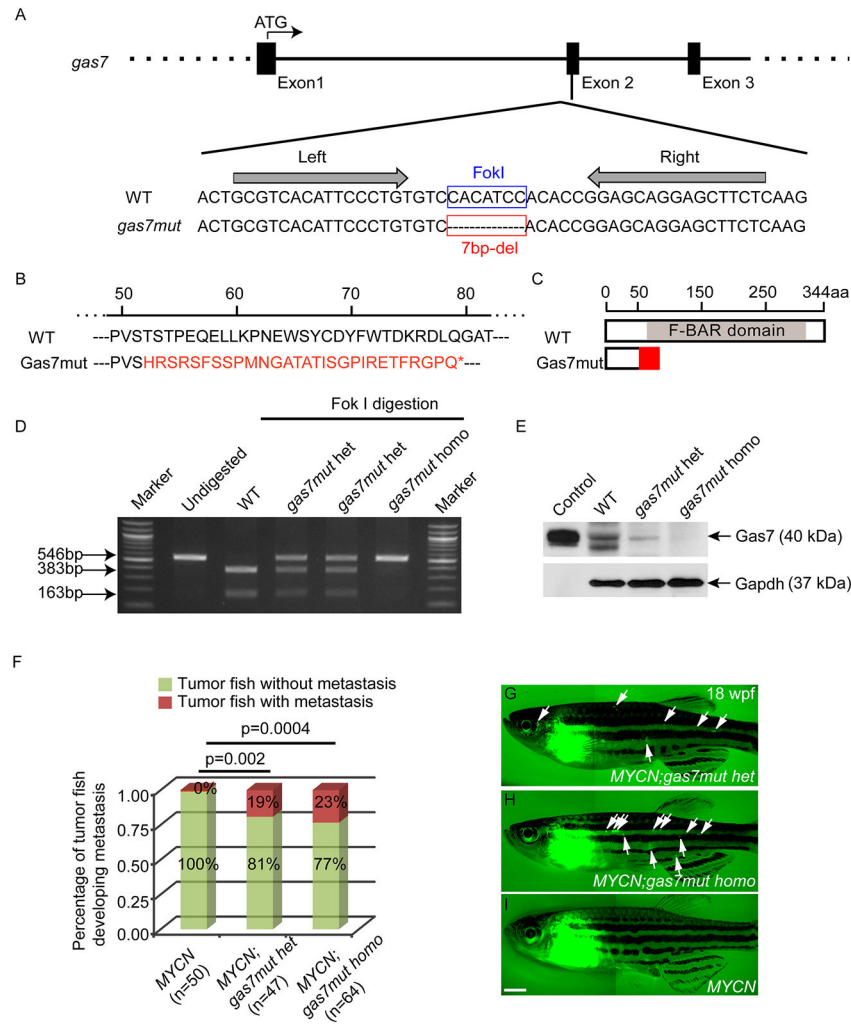 A
ATG
gas7
Exon1
Exon 2
Exon 3
Left
FokI
Right
WT ACTGCGTCACATTCCCTGTGTCCACATCCACACCGGAGCAGGAGCTTCTCAAG
gas7mut ACTGCGTCACATTCCCTGTGTC--------------ACACCGGAGCAGGAGCTTCTCAAG
7bp-del
B
50 60 70 80
WT ---PVSTSTPEQELLKPNEWSYCDYFWTDKRDLQGAT---
Gas7mut ---PVSHRSRSFSSPMNGATATISGPIRETFRGPQ*---
C
0 50 150 250 344aa
WT F-BAR domain
Gas7mut
D
Fok I digestion
Marker
Undigested
WT
gas7mut het
gas7mut het
gas7mut homo
Marker
546bp
383bp
163bp
E
Control
WT
gas7mut het
gas7mut homo
Gas7 (40 kDa)
Gapdh (37 kDa)
F
Tumor fish without metastasis
Tumor fish with metastasis
p=0.0004
p=0.002
Percentage of tumor fish
developing metastasis
1.00
0.75
0.50
0.25
0.00
0% 19% 23%
100% 81% 77%
MYCN
(n=50)
MYCN;
gas7mut het
(n=47)
MYCN;
gas7mut homo
(n=64)
G
18 wpf
MYCN;gas7mut het
H
MYCN;gas7mut homo
I
MYCN